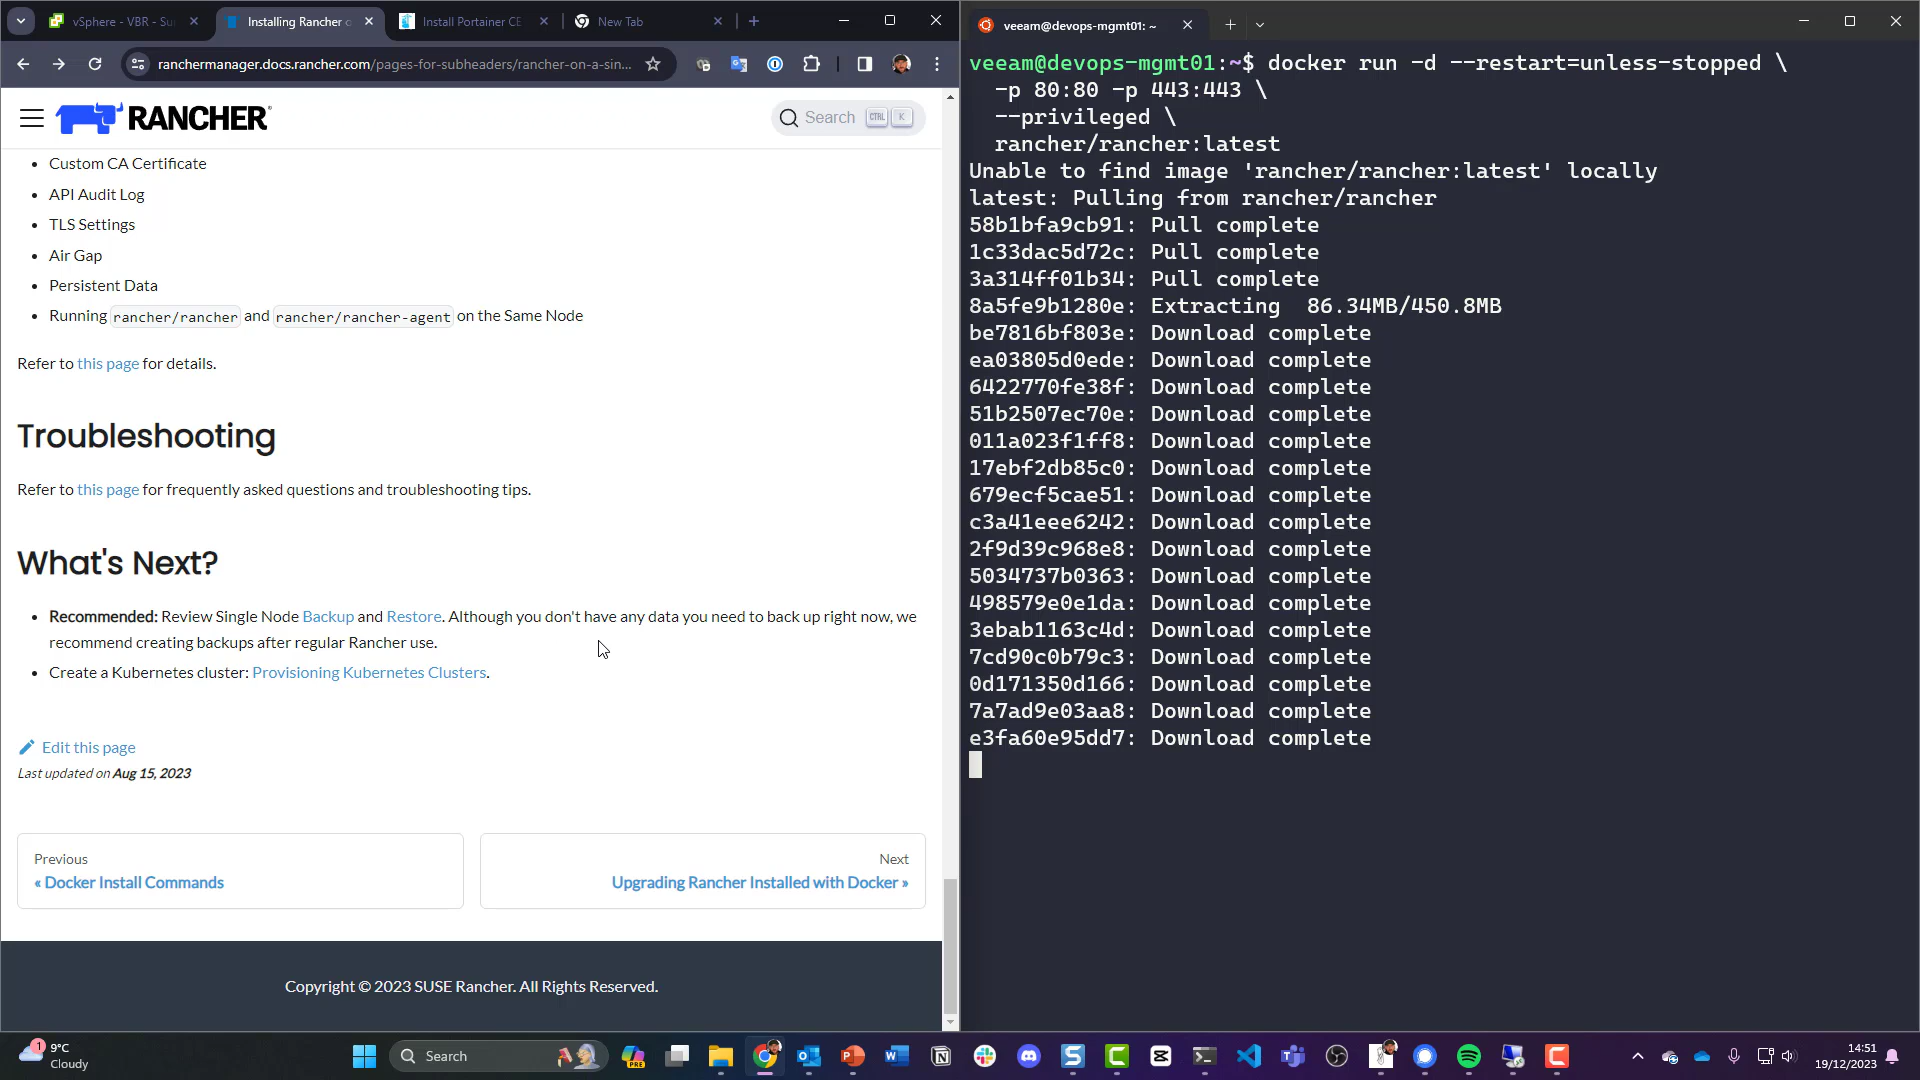 vSphere - VBR - Su
Installing Rancher o
Install Portainer CE
New Tab
ranchermanager.docs.rancher.com/pages-for-subheaders/rancher-on-a-sin...
RANCHER
Search CTRL K
Custom CA Certificate
API Audit Log
TLS Settings
Air Gap
Persistent Data
Running rancher/rancher and rancher/rancher-agent on the Same Node
Refer to this page for details.
Troubleshooting
Refer to this page for frequently asked questions and troubleshooting tips.
What's Next?
Recommended: Review Single Node Backup and Restore. Although you don't have any data you need to back up right now, we
recommend creating backups after regular Rancher use.
Create a Kubernetes cluster: Provisioning Kubernetes Clusters.
Edit this page
Last updated on Aug 15, 2023
Previous
« Docker Install Commands
Next
Upgrading Rancher Installed with Docker »
Copyright © 2023 SUSE Rancher. All Rights Reserved.
veeam@devops-mgmt01: ~
veeam@devops-mgmt01:~$ docker run -d --restart=unless-stopped \
-p 80:80 -p 443:443 \
--privileged \
rancher/rancher:latest
Unable to find image 'rancher/rancher:latest' locally
latest: Pulling from rancher/rancher
58b1bfa9cb91: Pull complete
1c33dac5d72c: Pull complete
3a314ff01b34: Pull complete
8a5fe9b1280e: Extracting 86.34MB/450.8MB
be7816bf803e: Download complete
ea03805d0ede: Download complete
6422770fe38f: Download complete
51b2507ec70e: Download complete
011a023f1ff8: Download complete
17ebf2db85c0: Download complete
679ecf5cae51: Download complete
c3a41eee6242: Download complete
2f9d39c968e8: Download complete
5034737b0363: Download complete
498579e0e1da: Download complete
3ebab1163c4d: Download complete
7cd90c0b79c3: Download complete
0d171350d166: Download complete
7a7ad9e03aa8: Download complete
e3fa60e95dd7: Download complete
1
9°C
Cloudy
Search
PRE
14:51
19/12/2023